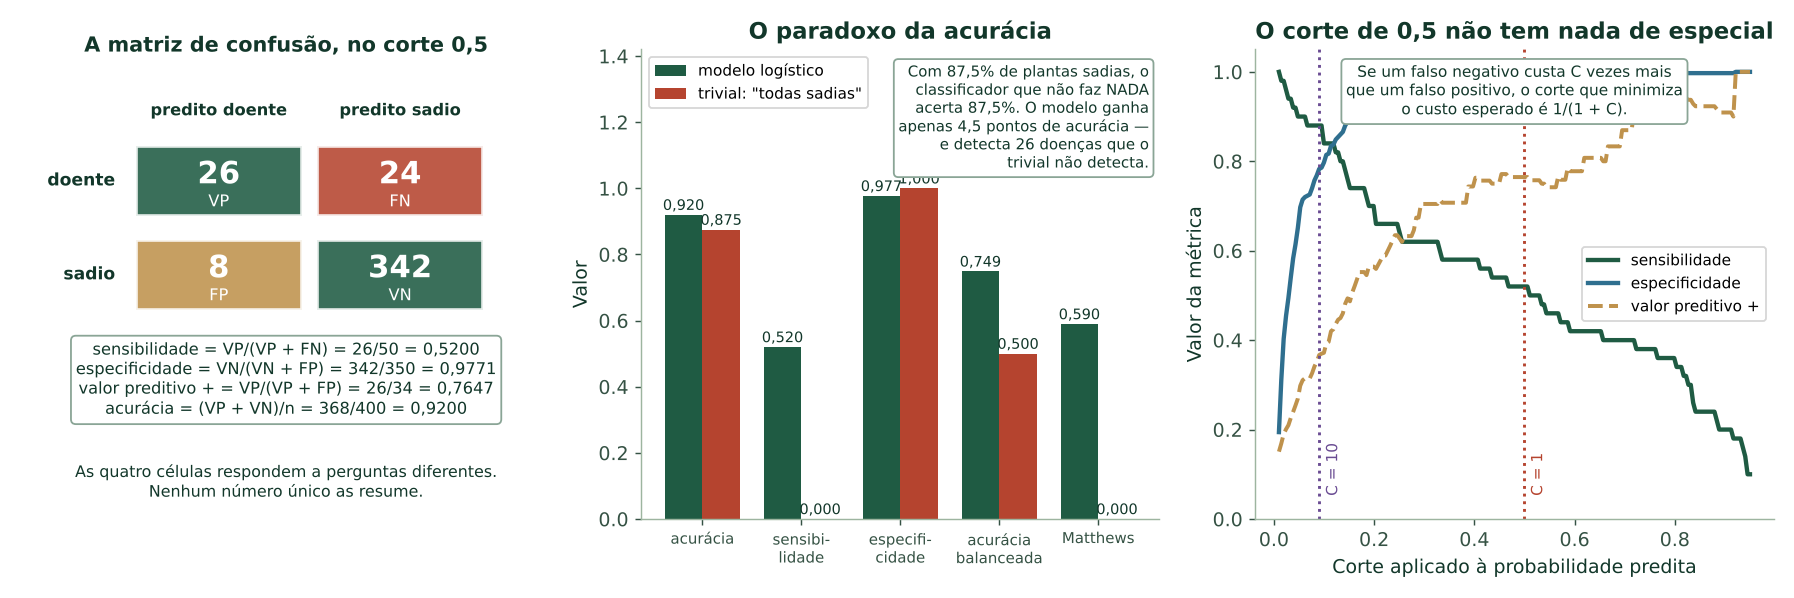 A matriz de confusão, no corte 0,5
predito doente
predito sadio
doente
26
VP
24
FN
sadio
8
FP
342
VN
sensibilidade = VP/(VP + FN) = 26/50 = 0,5200
especificidade = VN/(VN + FP) = 342/350 = 0,9771
valor preditivo + = VP/(VP + FP) = 26/34 = 0,7647
acurácia = (VP + VN)/n = 368/400 = 0,9200
As quatro células respondem a perguntas diferentes.
Nenhum número único as resume.
O paradoxo da acurácia
modelo logístico
trivial: "todas sadias"
Com 87,5% de plantas sadias, o
classificador que não faz NADA
acerta 87,5%. O modelo ganha
apenas 4,5 pontos de acurácia —
e detecta 26 doenças que o
trivial não detecta.
Valor
1.4
1.2
1.0
0.8
0.6
0.4
0.2
0.0
0,920
0,875
0,520
0,000
0,977
1,000
0,749
0,500
0,590
0,000
acurácia
sensibi-
lidade
especifi-
cidade
acurácia
balanceada
Matthews
O corte de 0,5 não tem nada de especial
Se um falso negativo custa C vezes mais
que um falso positivo, o corte que minimiza
o custo esperado é 1/(1 + C).
Valor da métrica
1.0
0.8
0.6
0.4
0.2
0.0
sensibilidade
especificidade
valor preditivo +
C = 10
C = 1
0.0
0.2
0.4
0.6
0.8
Corte aplicado à probabilidade predita